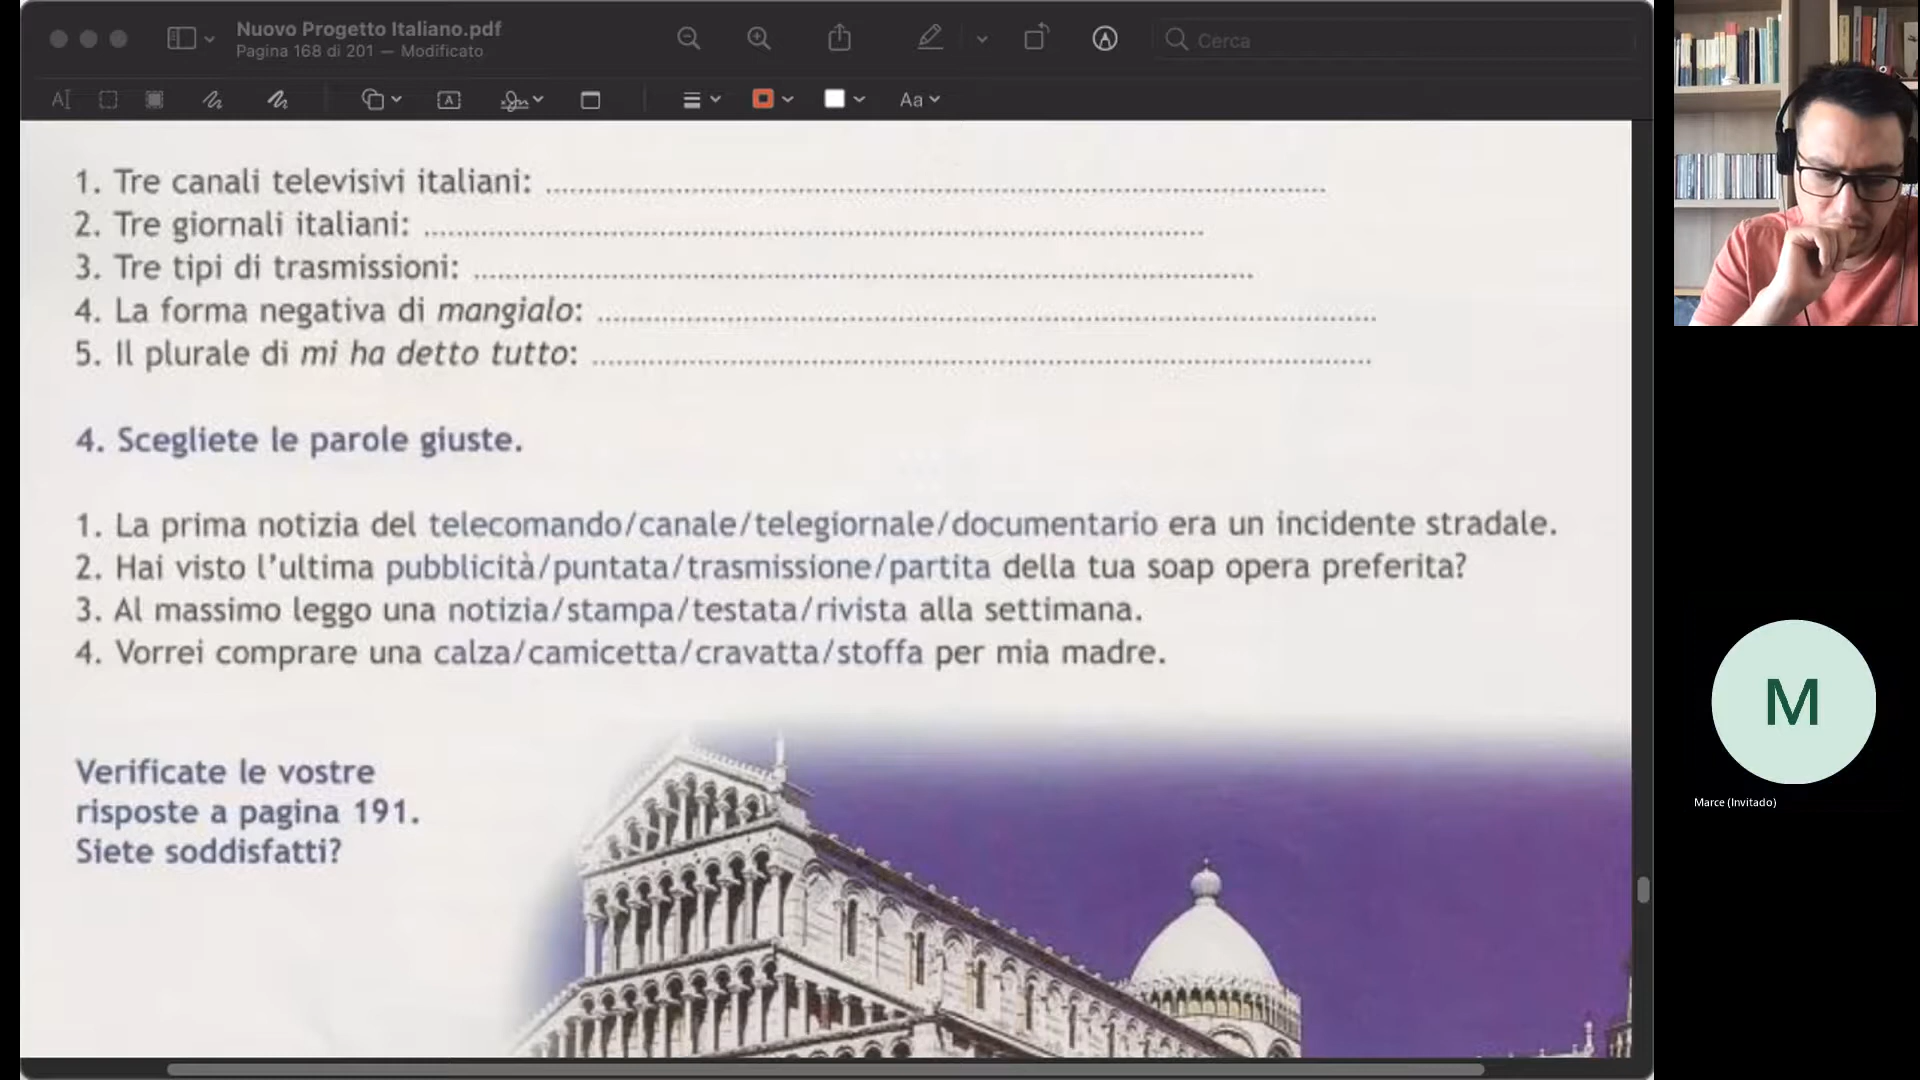 Nuovo Progetto Italiano.pdf
Pagina 168 di 201 — Modificato
Cerca
Aa
1. Tre canali televisivi italiani: ....................
2. Tre giornali italiani: ....................
3. Tre tipi di trasmissioni: ....................
4. La forma negativa di mangialo: ....................
5. Il plurale di mi ha detto tutto: ....................
4. Scegliete le parole giuste.
1. La prima notizia del telecomando/canale/telegiornale/documentario era un incidente stradale.
2. Hai visto l'ultima pubblicità/puntata/trasmissione/partita della tua soap opera preferita?
3. Al massimo leggo una notizia/stampa/testata/rivista alla settimana.
4. Vorrei comprare una calza/camicetta/cravatta/stoffa per mia madre.
Verificate le vostre
risposte a pagina 191.
Siete soddisfatti?
M
Marce (Invitado)